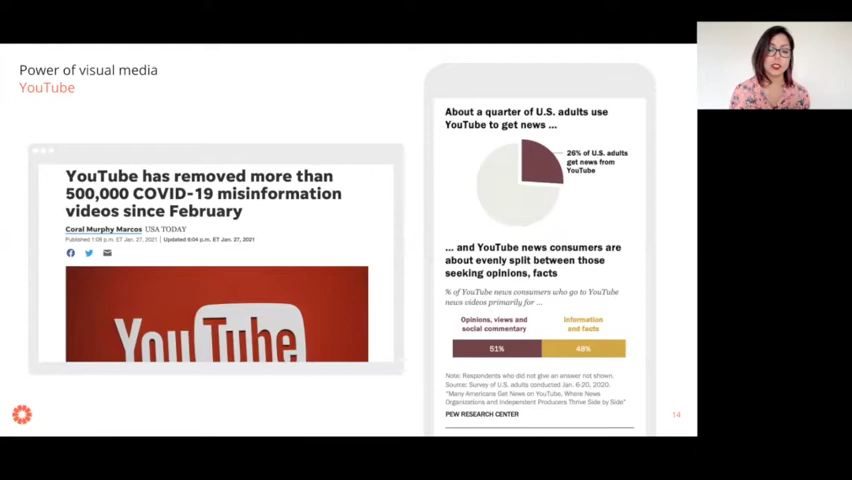 Power of visual media
YouTube
YouTube has removed more than
500,000 COVID-19 misinformation
videos since February
Coral Murphy Marcos USA TODAY
Published 1:09 p.m. ET Jan. 27, 2021 | Updated 6:04 p.m. ET Jan. 27, 2021
YouTube
About a quarter of U.S. adults use
YouTube to get news ...
26% of U.S. adults
get news from
YouTube
... and YouTube news consumers are
about evenly split between those
seeking opinions, facts
% of YouTube news consumers who go to YouTube
news videos primarily for ...
Opinions, views and
social commentary
Information
and facts
51%
48%
Note: Respondents who did not give an answer not shown.
Source: Survey of U.S. adults conducted Jan. 6-20, 2020.
"Many Americans Get News on YouTube, Where News
Organizations and Independent Producers Thrive Side by Side"
PEW RESEARCH CENTER
14